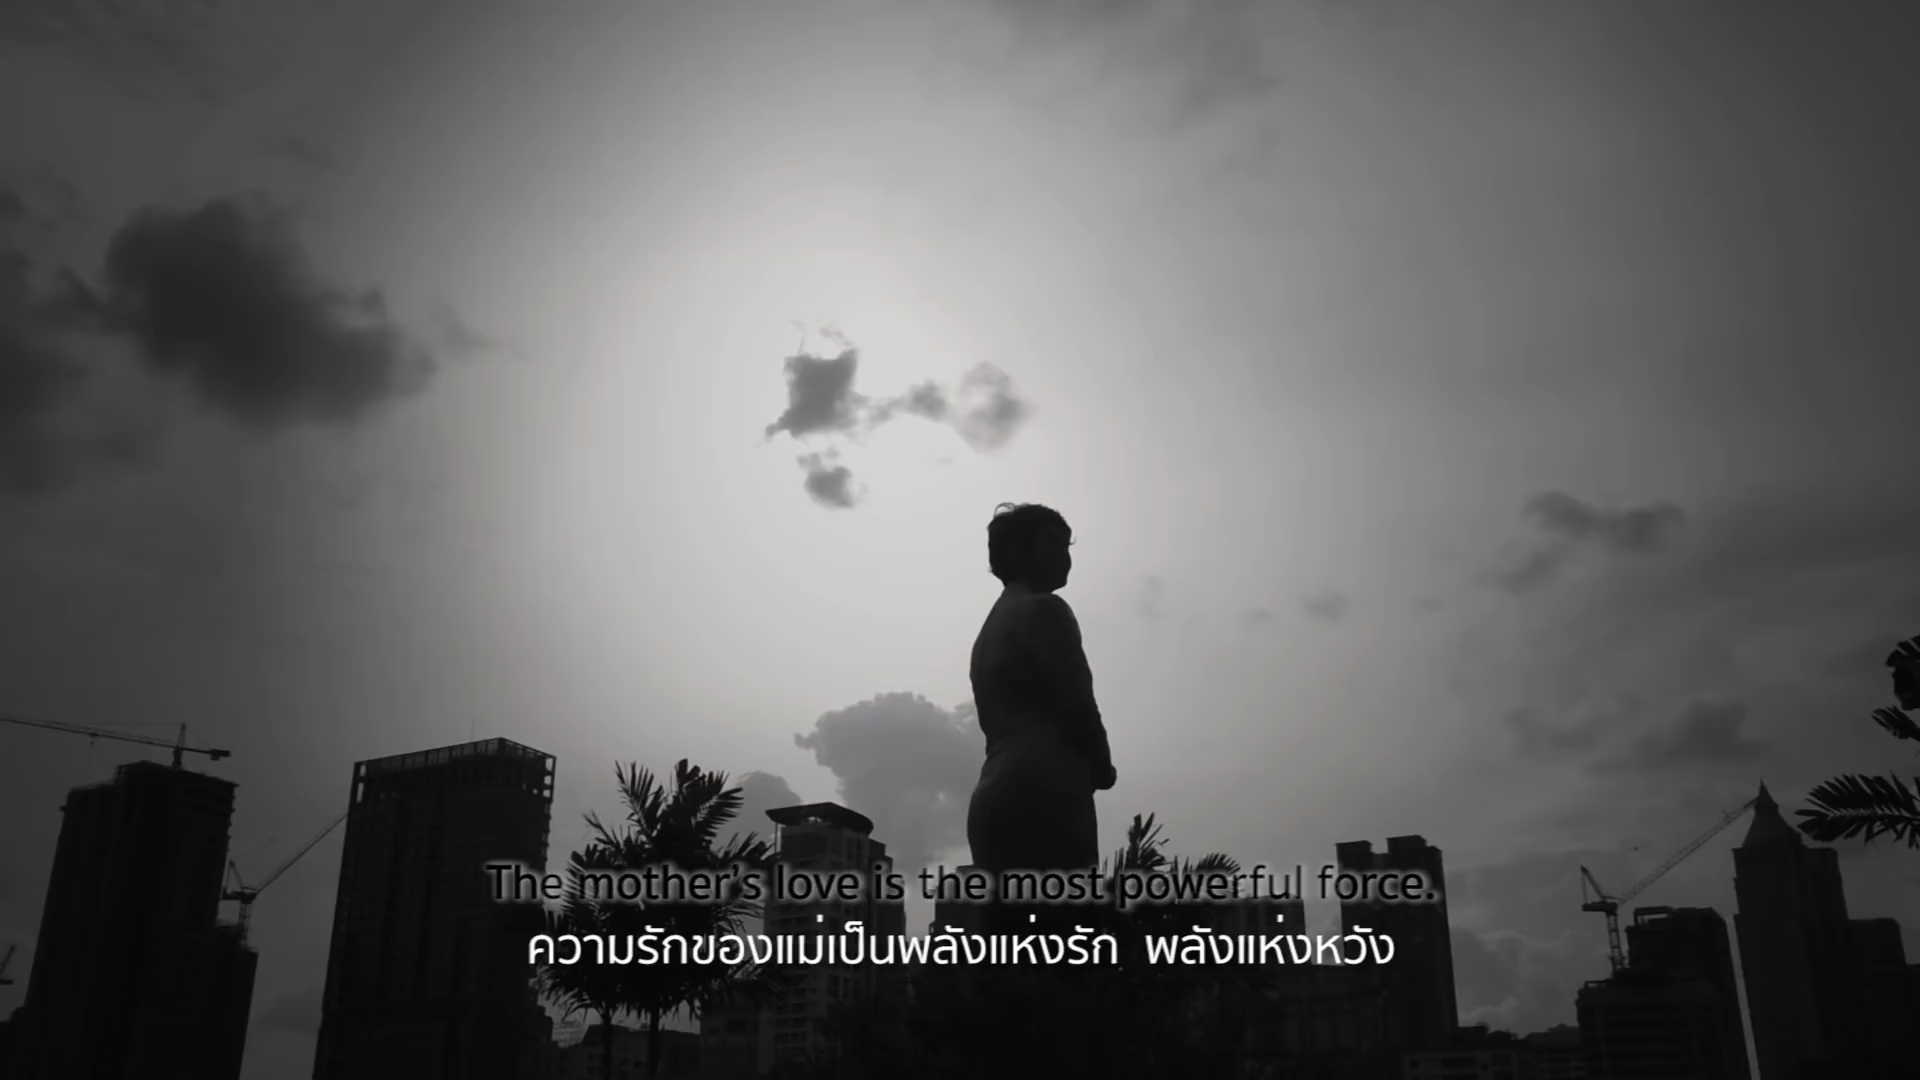 The mother's love is the most powerful force.
ความรักของแม่เป็นพลังแห่งรัก พลังแห่งหวัง